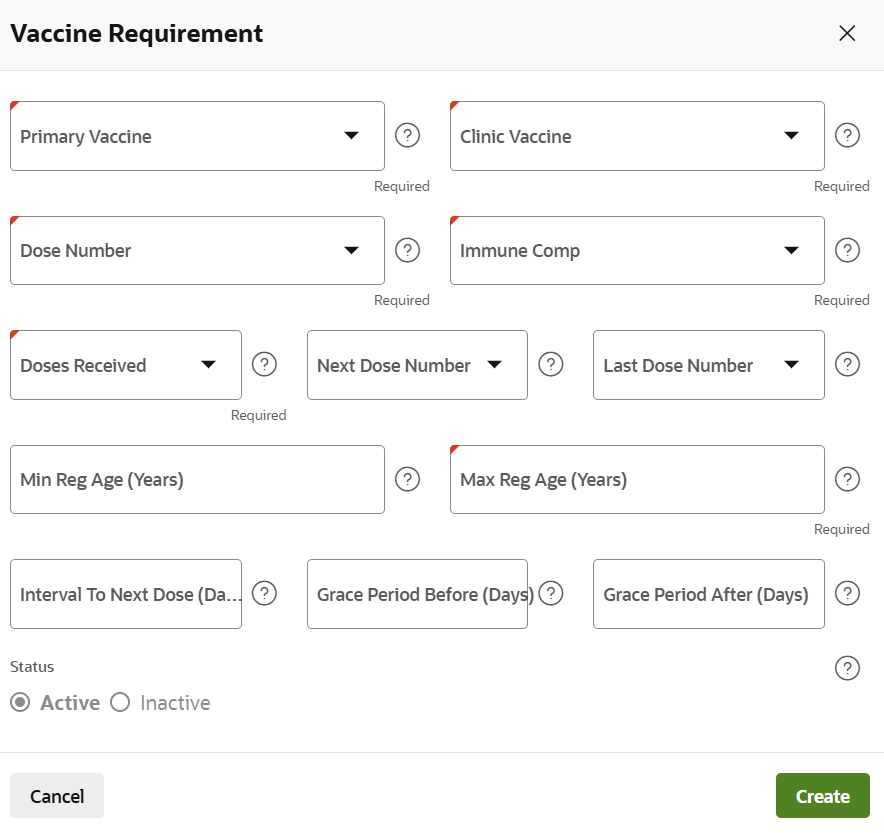 Vaccine Requirement
Primary Vaccine ? Clinic Vaccine ?
Required Required
Dose Number ? Immune Comp ?
Required Required
Doses Received ? Next Dose Number ? Last Dose Number ?
Required
Min Reg Age (Years) ? Max Reg Age (Years) ?
Required
Interval To Next Dose (Da... ? Grace Period Before (Days) ? Grace Period After (Days) ?
Status ?
Active Inactive
Cancel Create